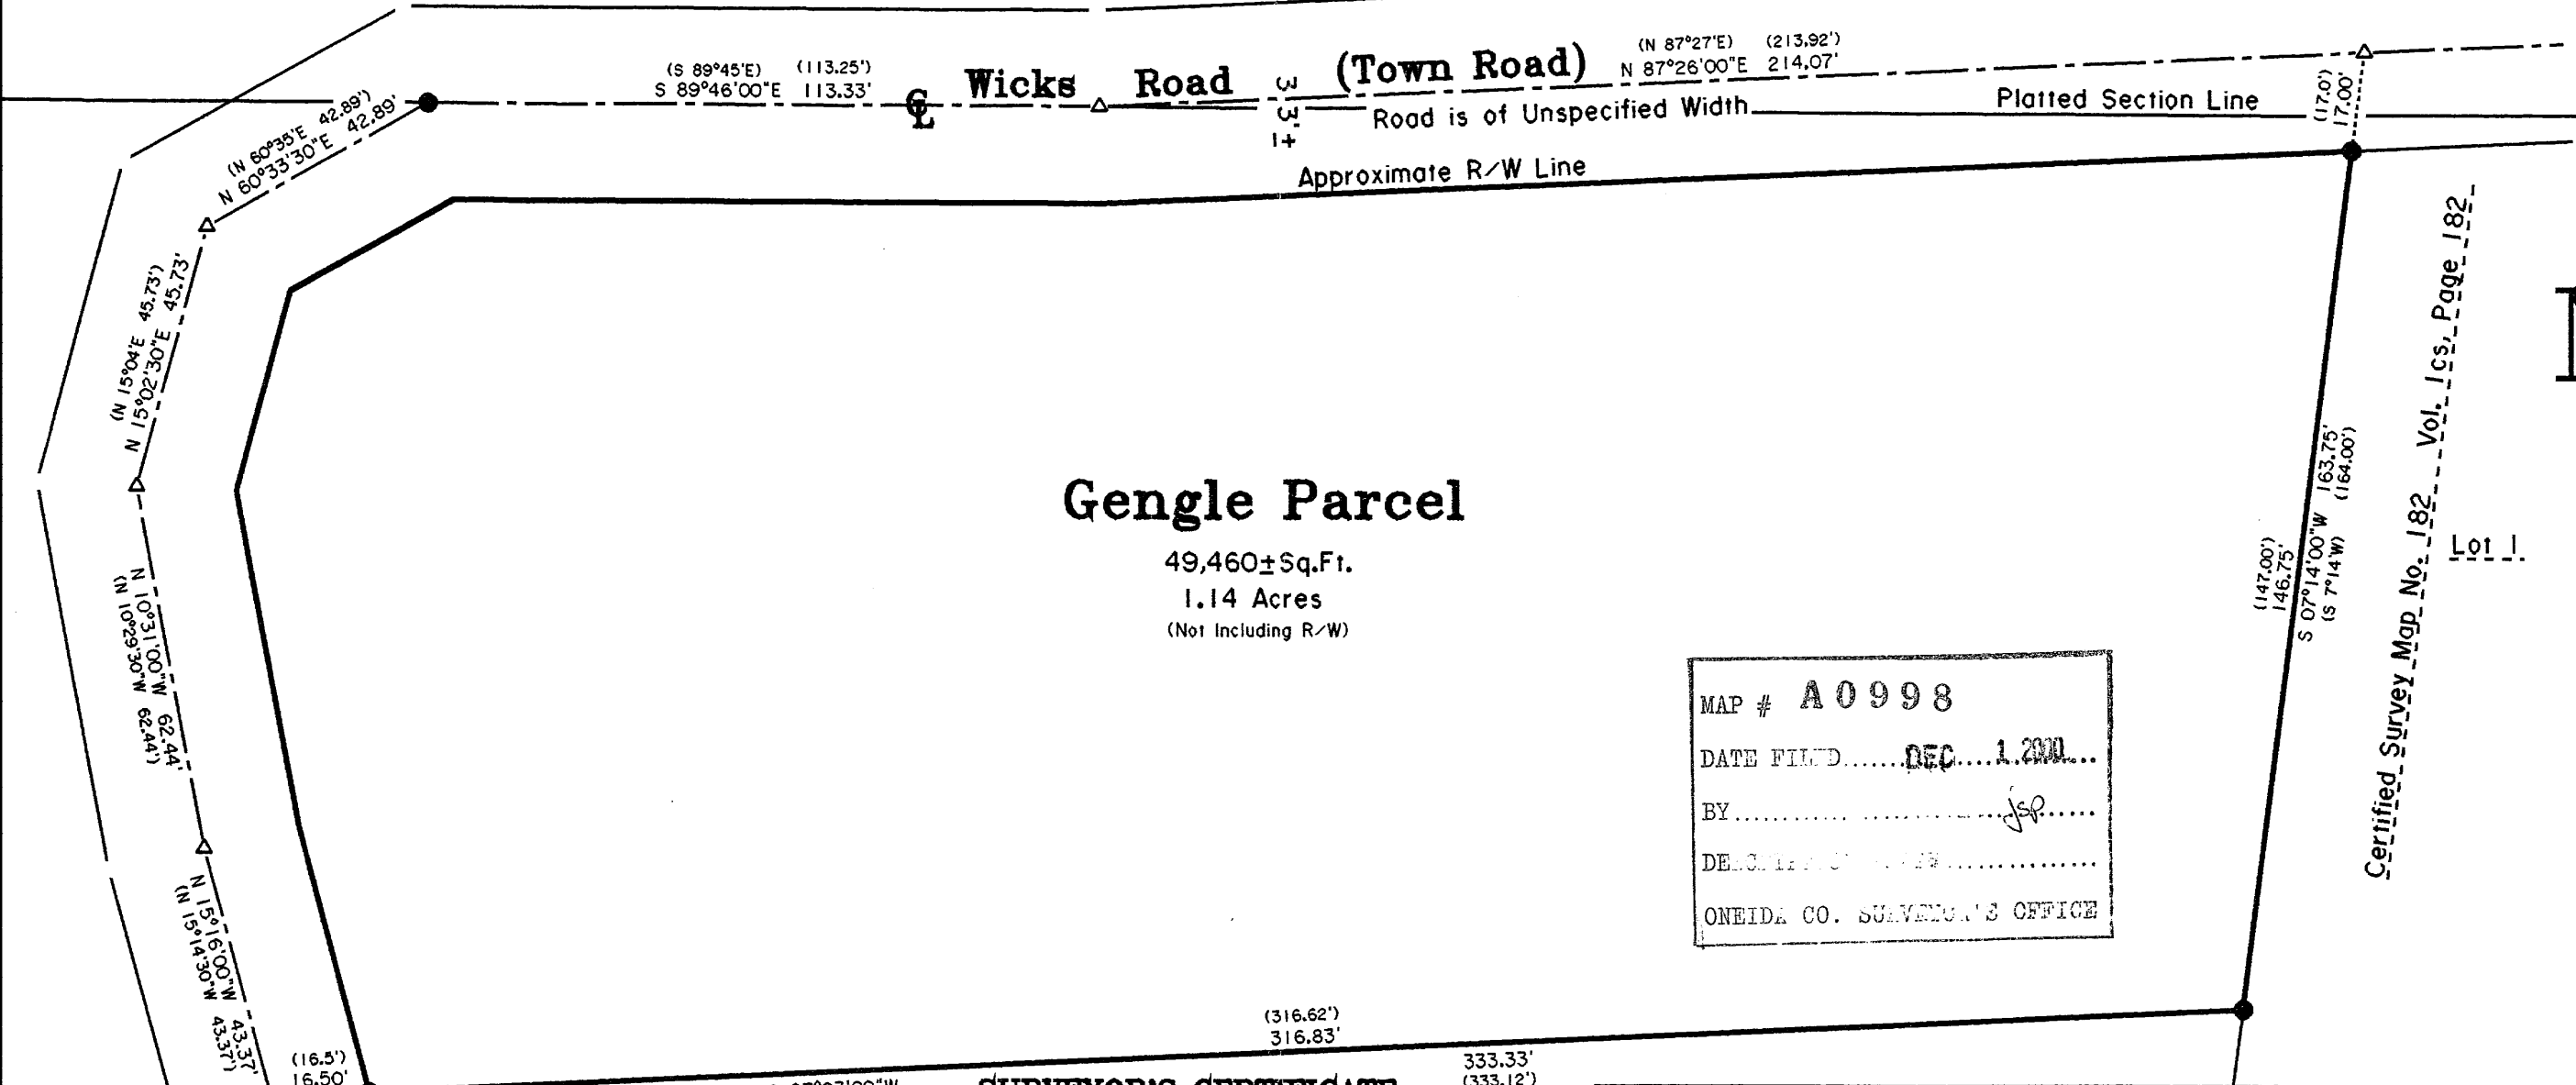 (S 89°45'E) (113.25')
S 89°46'00"E 113.33'
℄ Wicks Road (Town Road)
(N 87°27'E) (213.92')
N 87°26'00"E 214.07'
33'±
Road is of Unspecified Width
Platted Section Line
(17.0')
17.00'
Approximate R/W Line
(N 60°35'E 42.89')
N 60°33'30"E 42.89'
(N 15°04'E 45.73')
N 15°02'30"E 45.73'
N 10°31'00"W 62.44'
(N 10°29'30"W 62.44')
N 15°16'00"W 43.37'
(N 15°14'30"W 43.37')
(16.5')
16.50'
Gengle Parcel
49,460±Sq.Ft.
1.14 Acres
(Not Including R/W)
(147.00')
146.75'
S 07°14'00"W 163.75'
(S 7°14'W) (164.00')
Certified Survey Map No. 182 Vol. 1cs, Page 182
Lot 1
MAP # A0998
DATE FILED.......DEC....1.2000...
BY..............jsp......
ONEIDA CO. SURVEYOR'S OFFICE
(316.62')
316.83'
333.33'
(333.12')
SURVEYOR'S CERTIFICATE